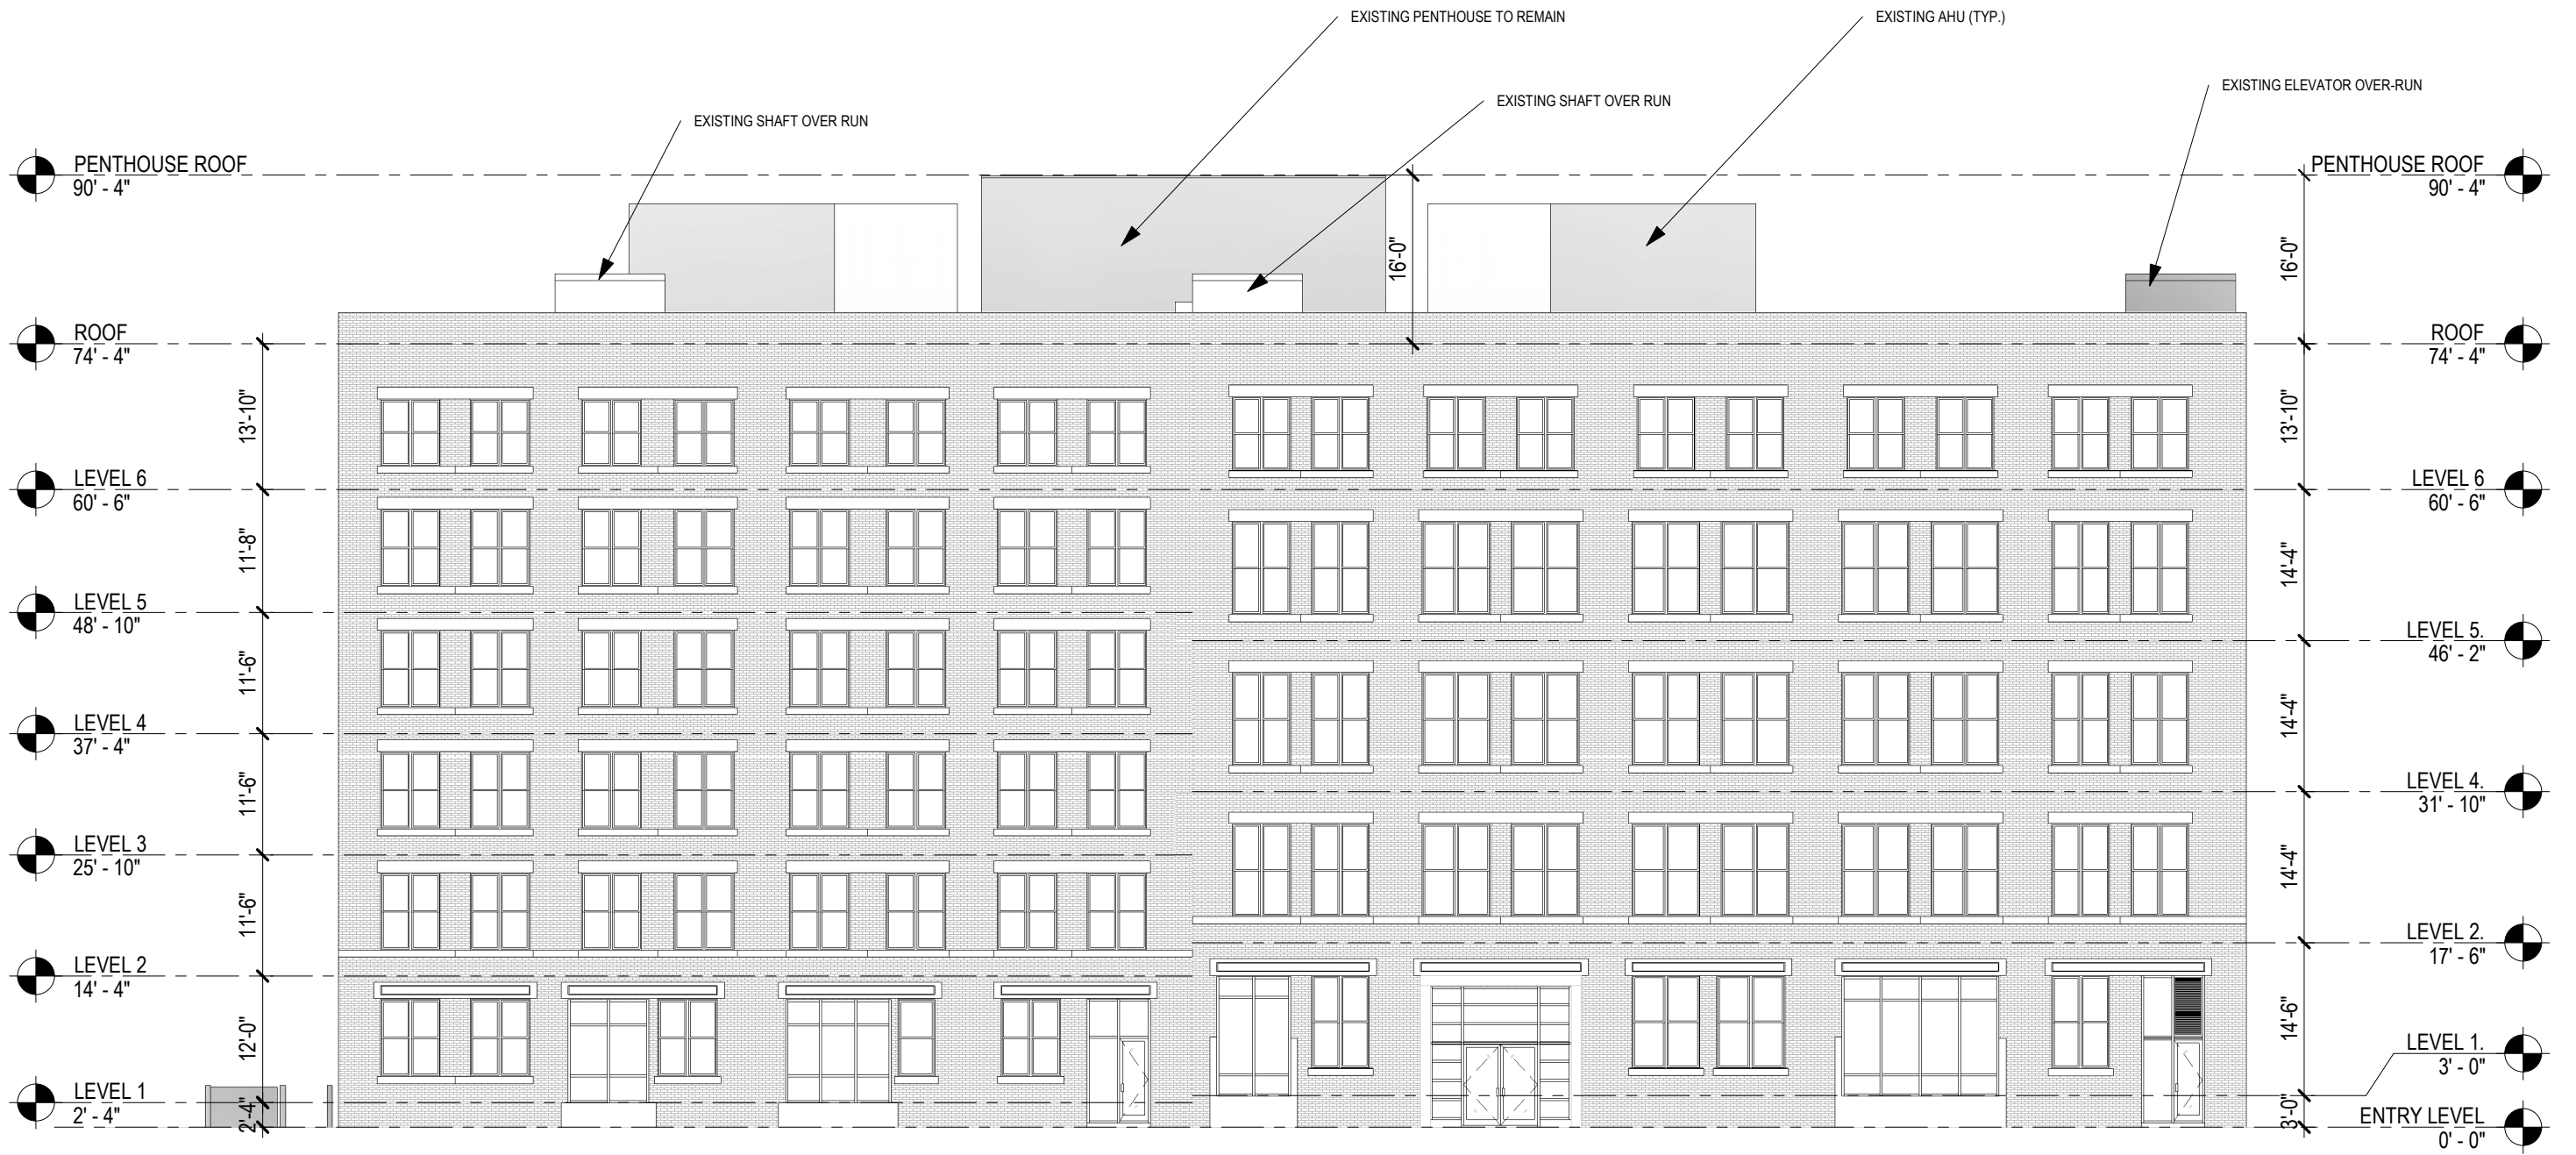 EXISTING PENTHOUSE TO REMAIN
EXISTING AHU (TYP.)
EXISTING ELEVATOR OVER-RUN
EXISTING SHAFT OVER RUN
EXISTING SHAFT OVER RUN
PENTHOUSE ROOF
90' - 4"
ROOF
74' - 4"
LEVEL 6
60' - 6"
LEVEL 5
48' - 10"
LEVEL 4
37' - 4"
LEVEL 3
25' - 10"
LEVEL 2
14' - 4"
LEVEL 1
2' - 4"
13'-10"
11'-8"
11'-6"
11'-6"
11'-6"
12'-0"
2'-4"
16'-0"
16'-0"
13'-10"
14'-4"
14'-4"
14'-4"
14'-6"
3'-0"
PENTHOUSE ROOF
90' - 4"
ROOF
74' - 4"
LEVEL 6
60' - 6"
LEVEL 5.
46' - 2"
LEVEL 4.
31' - 10"
LEVEL 2.
17' - 6"
LEVEL 1.
3' - 0"
ENTRY LEVEL
0' - 0"